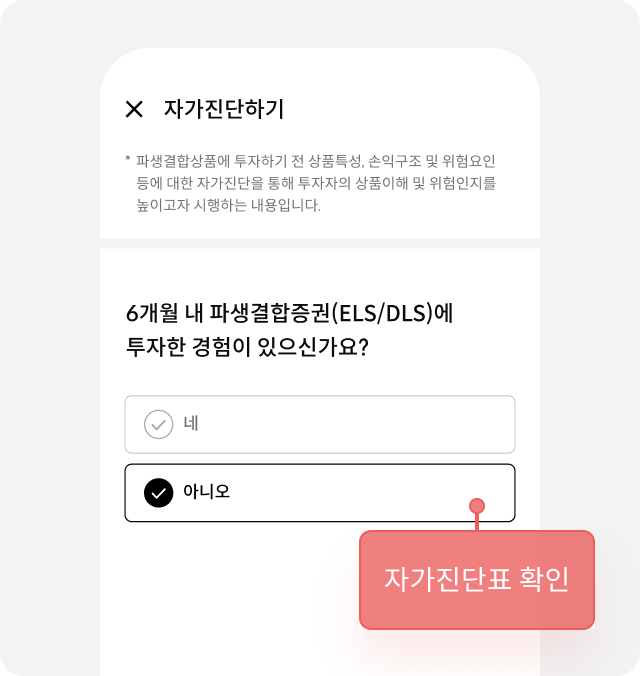 자가진단하기
* 파생결합상품에 투자하기 전 상품특성, 손익구조 및 위험요인
등에 대한 자가진단을 통해 투자자의 상품이해 및 위험인지를
높이고자 시행하는 내용입니다.
6개월 내 파생결합증권(ELS/DLS)에
투자한 경험이 있으신가요?
네
아니오
자가진단표 확인